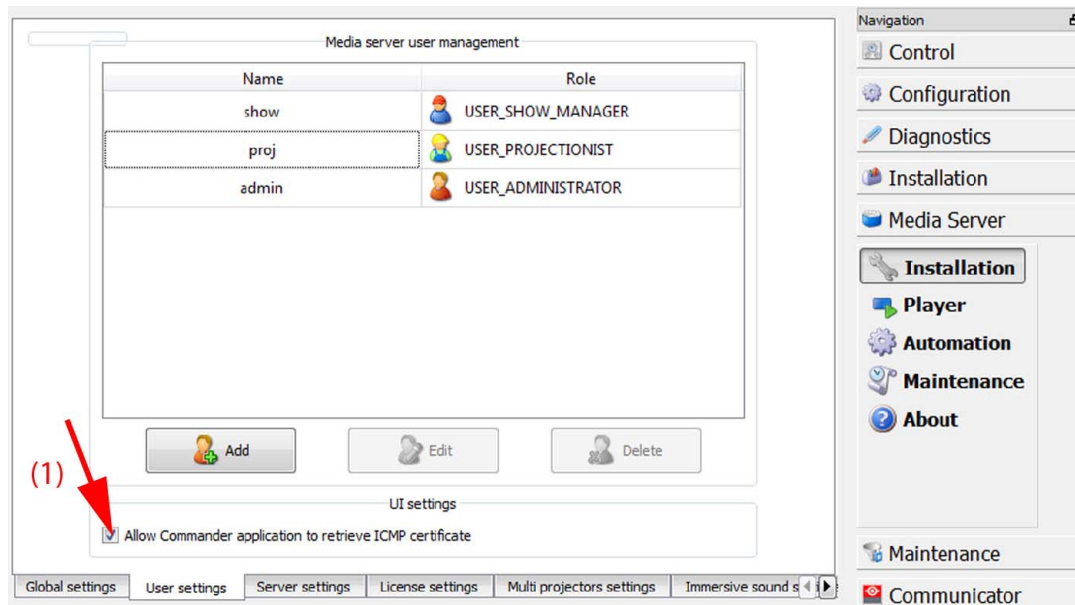 Navigation
Media server user management
Name Role
show USER_SHOW_MANAGER
proj USER_PROJECTIONIST
admin USER_ADMINISTRATOR
Add Edit Delete
(1)
UI settings
Allow Commander application to retrieve ICMP certificate
Global settings User settings Server settings License settings Multi projectors settings Immersive sound
Control
Configuration
Diagnostics
Installation
Media Server
Installation
Player
Automation
Maintenance
About
Maintenance
Communicator